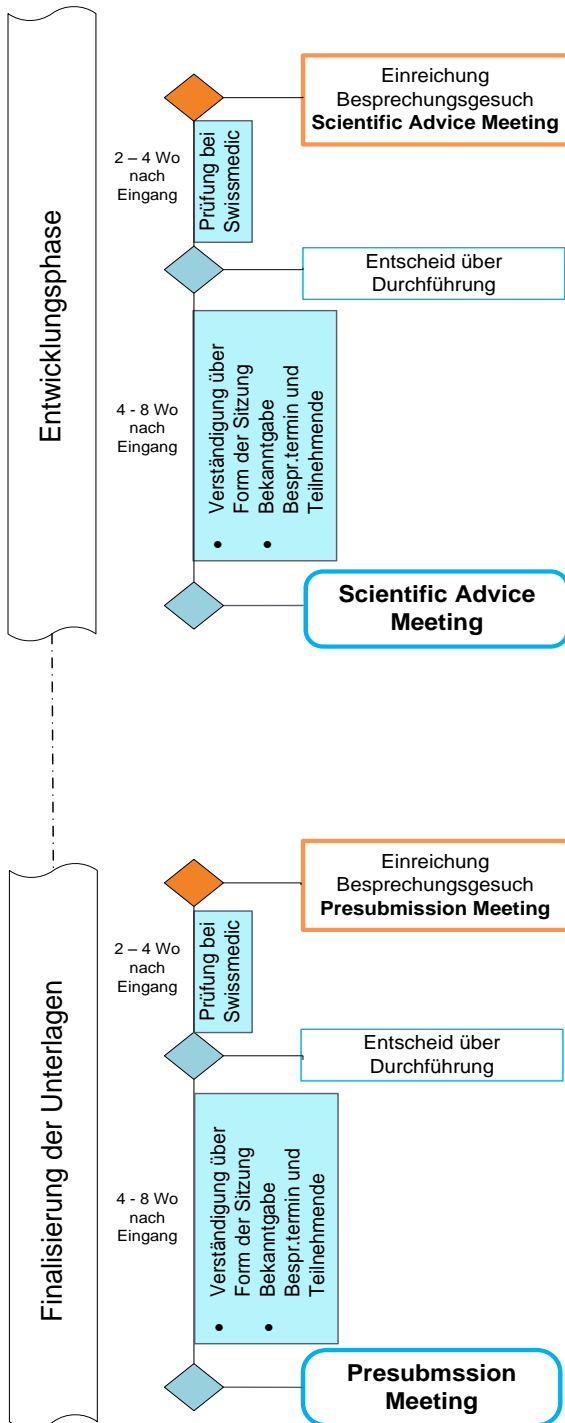 Entwicklungsphase
Einreichung
Besprechungsgesuch
Scientific Advice Meeting
2 – 4 Wo
nach
Eingang
Prüfung bei
Swissmedic
Entscheid über
Durchführung
4 - 8 Wo
nach
Eingang
• Verständigung über
Form der Sitzung
• Bekanntgabe
Bespr.termin und
Teilnehmende
Scientific Advice
Meeting
Finalisierung der Unterlagen
Einreichung
Besprechungsgesuch
Presubmission Meeting
2 – 4 Wo
nach
Eingang
Prüfung bei
Swissmedic
Entscheid über
Durchführung
4 - 8 Wo
nach
Eingang
• Verständigung über
Form der Sitzung
• Bekanntgabe
Bespr.termin und
Teilnehmende
Presubmssion
Meeting